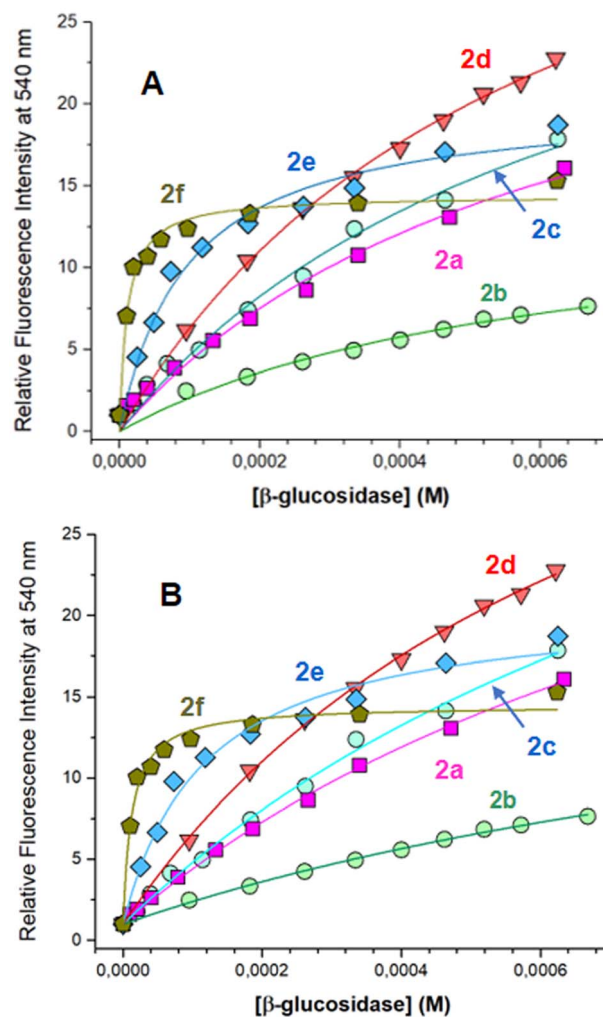 25
20
15
10
5
0
Relative Fluorescence Intensity at 540 nm
A
2d
2e
2f
2c
2a
2b
0,0000
0,0002
0,0004
0,0006
[β-glucosidase] (M)
25
20
15
10
5
0
Relative Fluorescence Intensity at 540 nm
B
2d
2e
2f
2c
2a
2b
0,0000
0,0002
0,0004
0,0006
[β-glucosidase] (M)